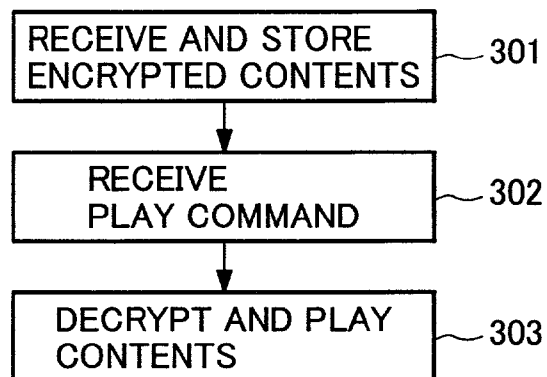 RECEIVE AND STORE
ENCRYPTED CONTENTS
301
RECEIVE
PLAY COMMAND
302
DECRYPT AND PLAY
CONTENTS
303